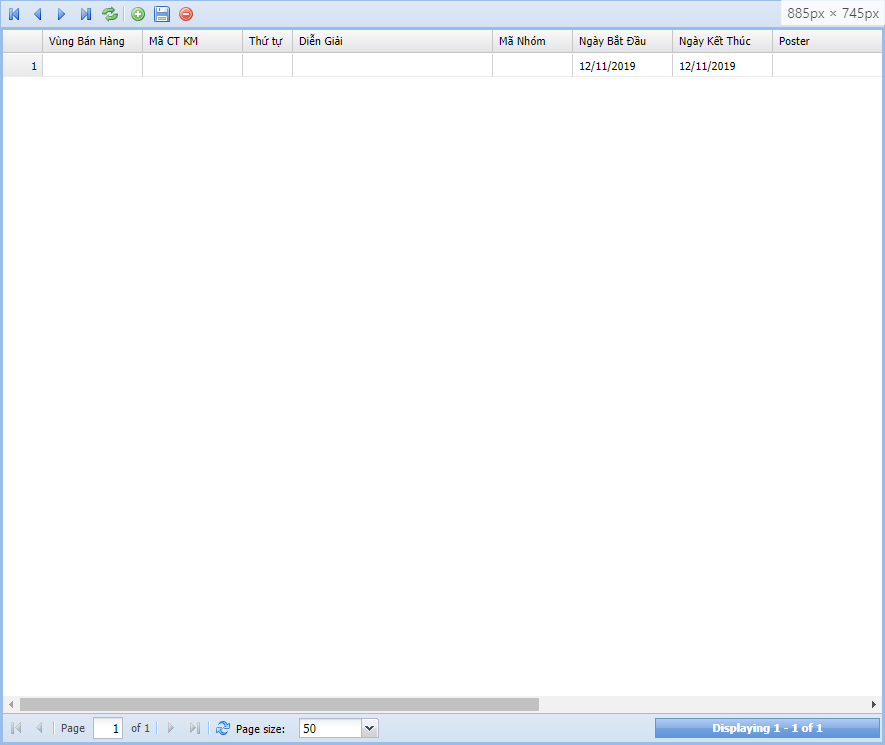 885px × 745px
Vùng Bán Hàng Mã CT KM Thứ tự Diễn Giải Mã Nhóm Ngày Bắt Đầu Ngày Kết Thúc Poster
1 12/11/2019 12/11/2019
Page 1 of 1 Page size: 50 Displaying 1 - 1 of 1